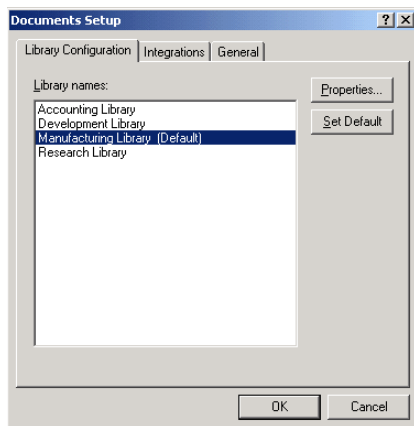 Documents Setup
Library Configuration Integrations General
Library names:
Properties...
Accounting Library
Development Library
Set Default
Manufacturing Library (Default)
Research Library
OK Cancel